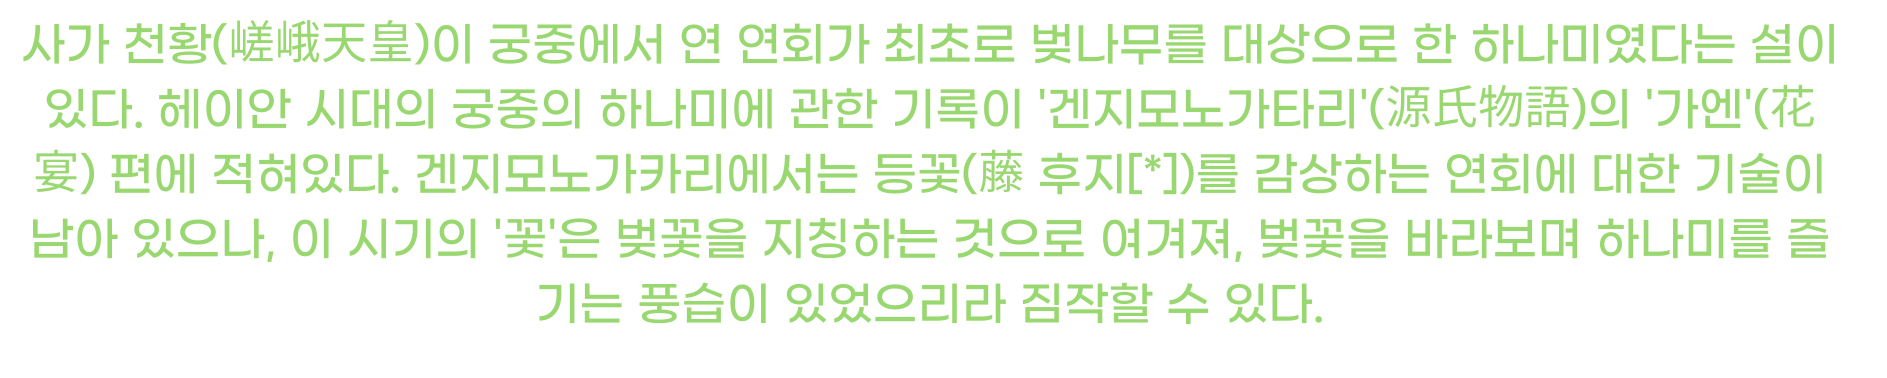 사가 천황(嵯峨天皇)이 궁중에서 연 연회가 최초로 벚나무를 대상으로 한 하나미였다는 설이
있다. 헤이안 시대의 궁중의 하나미에 관한 기록이 '겐지모노가타리'(源氏物語)의 '가엔'(花
宴) 편에 적혀있다. 겐지모노가카리에서는 등꽃(藤 후지[*])를 감상하는 연회에 대한 기술이
남아 있으나, 이 시기의 '꽃'은 벚꽃을 지칭하는 것으로 여겨져, 벚꽃을 바라보며 하나미를 즐
기는 풍습이 있었으리라 짐작할 수 있다.